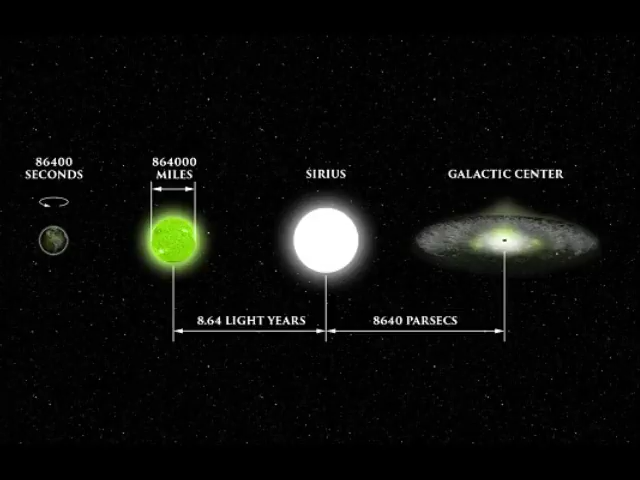 86400
SECONDS
864000
MILES
SIRIUS
GALACTIC CENTER
8.64 LIGHT YEARS
8640 PARSECS